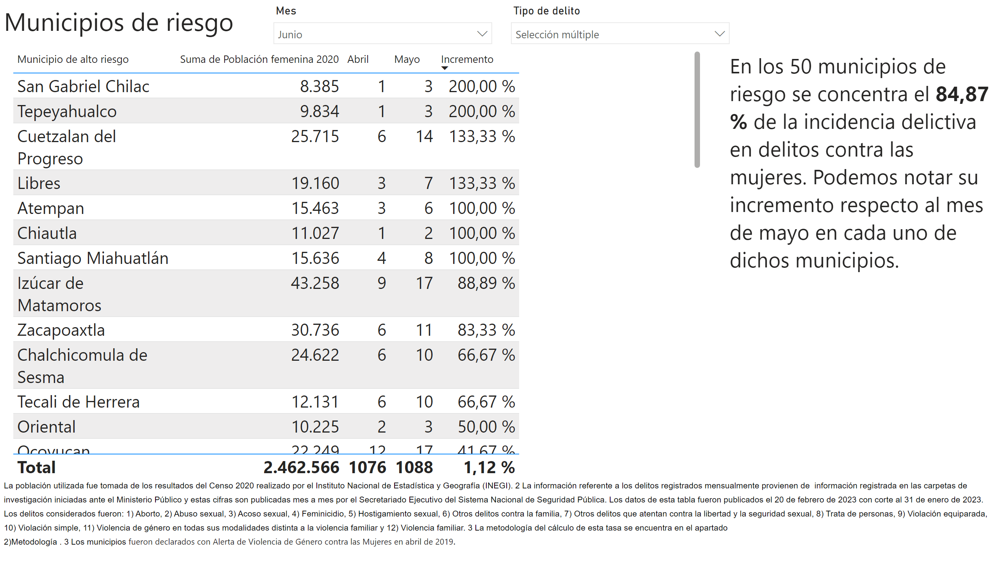 Municipios de riesgo
Mes
Junio
Tipo de delito
Selección múltiple
Municipio de alto riesgo Suma de Población femenina 2020 Abril Mayo Incremento
San Gabriel Chilac 8.385 1 3 200,00 %
Tepeyahualco 9.834 1 3 200,00 %
Cuetzalan del 25.715 6 14 133,33 %
Progreso
Libres 19.160 3 7 133,33 %
Atempan 15.463 3 6 100,00 %
Chiautla 11.027 1 2 100,00 %
Santiago Miahuatlán 15.636 4 8 100,00 %
Izúcar de 43.258 9 17 88,89 %
Matamoros
Zacapoaxtla 30.736 6 11 83,33 %
Chalchicomula de 24.622 6 10 66,67 %
Sesma
Tecali de Herrera 12.131 6 10 66,67 %
Oriental 10.225 2 3 50,00 %
Ocoyucan 22.249 12 17 41,67 %
Total 2.462.566 1076 1088 1,12 %
En los 50 municipios de
riesgo se concentra el 84,87
% de la incidencia delictiva
en delitos contra las
mujeres. Podemos notar su
incremento respecto al mes
de mayo en cada uno de
dichos municipios.
La población utilizada fue tomada de los resultados del Censo 2020 realizado por el Instituto Nacional de Estadística y Geografía (INEGI). 2 La información referente a los delitos registrados mensualmente provienen de información registrada en las carpetas de
investigación iniciadas ante el Ministerio Público y estas cifras son publicadas mes a mes por el Secretariado Ejecutivo del Sistema Nacional de Seguridad Pública. Los datos de esta tabla fueron publicados el 20 de febrero de 2023 con corte al 31 de enero de 2023.
Los delitos considerados fueron: 1) Aborto, 2) Abuso sexual, 3) Acoso sexual, 4) Feminicidio, 5) Hostigamiento sexual, 6) Otros delitos contra la familia, 7) Otros delitos que atentan contra la libertad y la seguridad sexual, 8) Trata de personas, 9) Violación equiparada,
10) Violación simple, 11) Violencia de género en todas sus modalidades distinta a la violencia familiar y 12) Violencia familiar. 3 La metodología del cálculo de esta tasa se encuentra en el apartado
2)Metodología . 3 Los municipios fueron declarados con Alerta de Violencia de Género contra las Mujeres en abril de 2019.